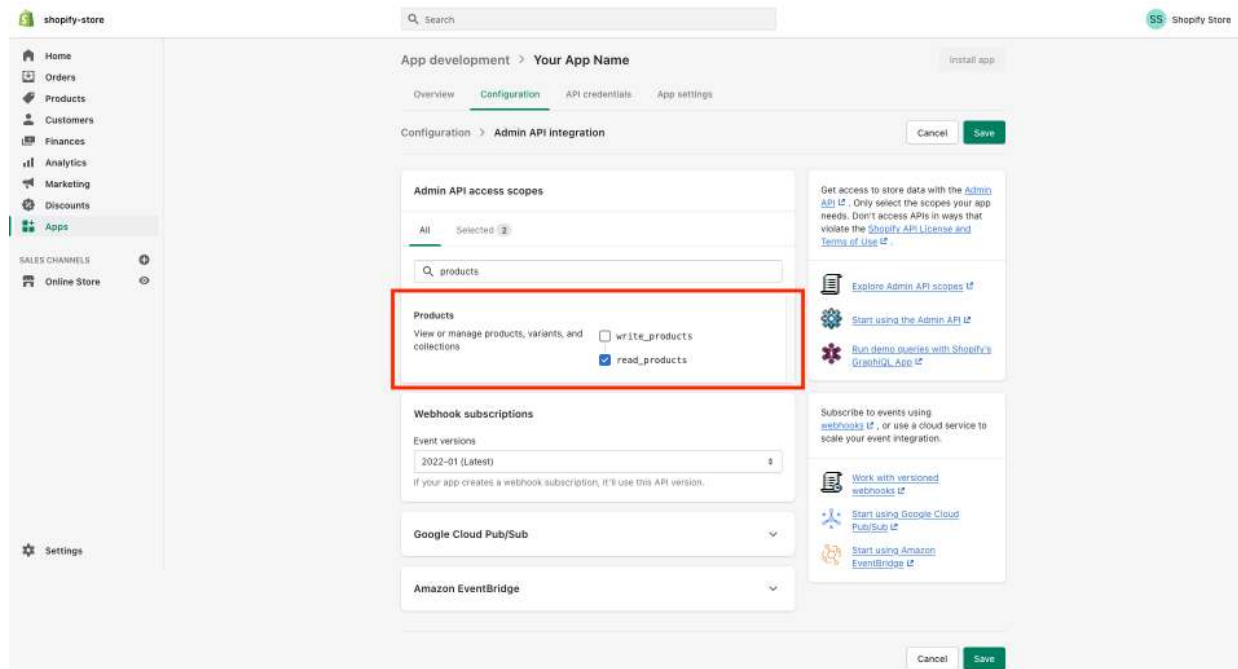 shopify-store
Search
SS Shopify Store
Home
Orders
Products
Customers
Finances
Analytics
Marketing
Discounts
Apps
SALES CHANNELS
Online Store
Settings
App development > Your App Name
Install app
Overview Configuration API credentials App settings
Configuration > Admin API integration
Cancel Save
Admin API access scopes
All Selected 2
products
Products
View or manage products, variants, and
collections
write_products
read_products
Webhook subscriptions
Event versions
2022-01 (Latest)
If your app creates a webhook subscription, it'll use this API version.
Google Cloud Pub/Sub
Amazon EventBridge
Get access to store data with the Admin
API . Only select the scopes your app
needs. Don't access APIs in ways that
violate the Shopify API License and
Terms of Use .
Explore Admin API scopes
Start using the Admin API
Run demo queries with Shopify's
GraphiQL App
Subscribe to events using
webhooks , or use a cloud service to
scale your event integration.
Work with versioned
webhooks
Start using Google Cloud
Pub/Sub
Start using Amazon
EventBridge
Cancel Save